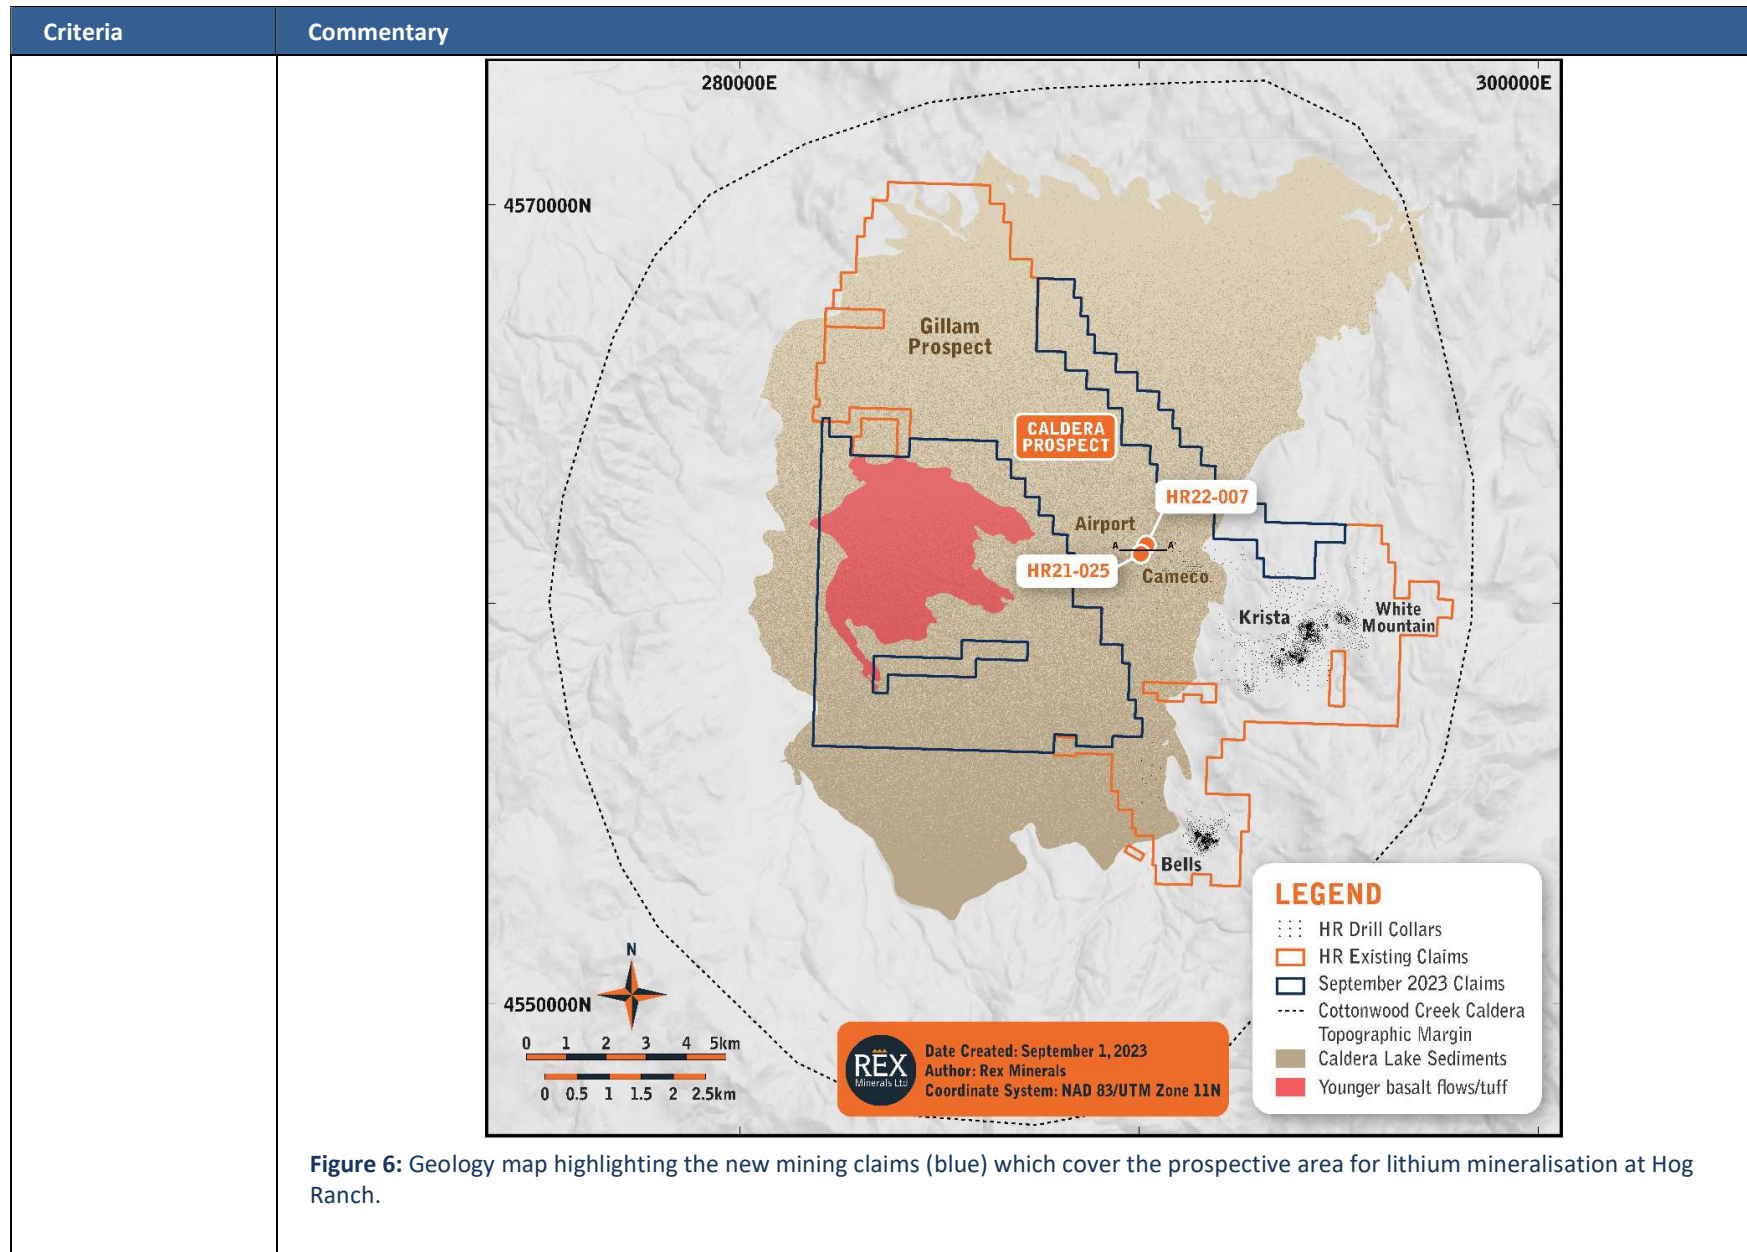 Criteria
Commentary
280000E
300000E
4570000N
Gillam
Prospect
CALDERA
PROSPECT
HR22-007
Airport
A
A'
HR21-025
Cameco
Krista
White
Mountain
Bells
4550000N
N
0 1 2 3 4 5km
0 0.5 1 1.5 2 2.5km
REX
Minerals Ltd
Date Created: September 1, 2023
Author: Rex Minerals
Coordinate System: NAD 83/UTM Zone 11N
LEGEND
HR Drill Collars
HR Existing Claims
September 2023 Claims
Cottonwood Creek Caldera
Topographic Margin
Caldera Lake Sediments
Younger basalt flows/tuff
Figure 6: Geology map highlighting the new mining claims (blue) which cover the prospective area for lithium mineralisation at Hog
Ranch.